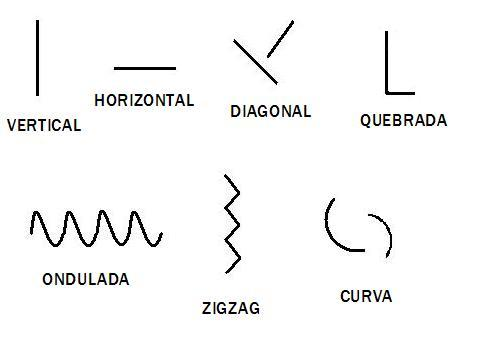 VERTICAL
HORIZONTAL
DIAGONAL
QUEBRADA
ONDULADA
ZIGZAG
CURVA